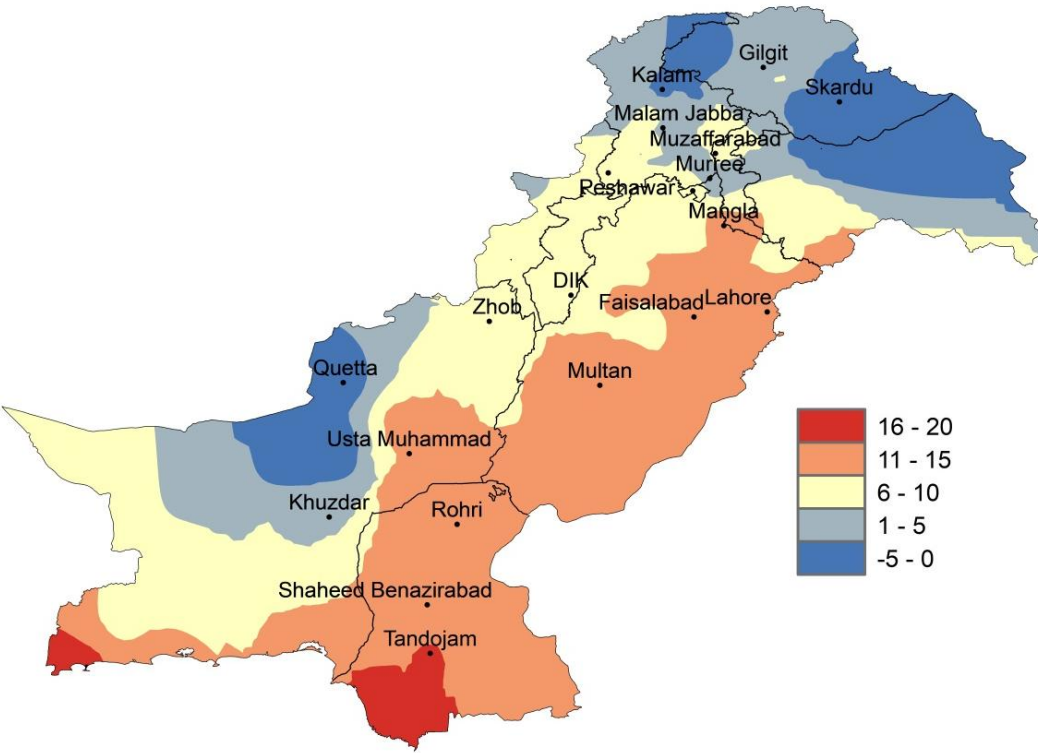 Gilgit
Kalam
Skardu
Malam Jabba
Muzaffarabad
Murree
Peshawar
Mangla
DIK
Zhob
Faisalabad
Lahore
Quetta
Multan
Usta Muhammad
Khuzdar
Rohri
Shaheed Benazirabad
Tandojam
16 - 20
11 - 15
6 - 10
1 - 5
-5 - 0